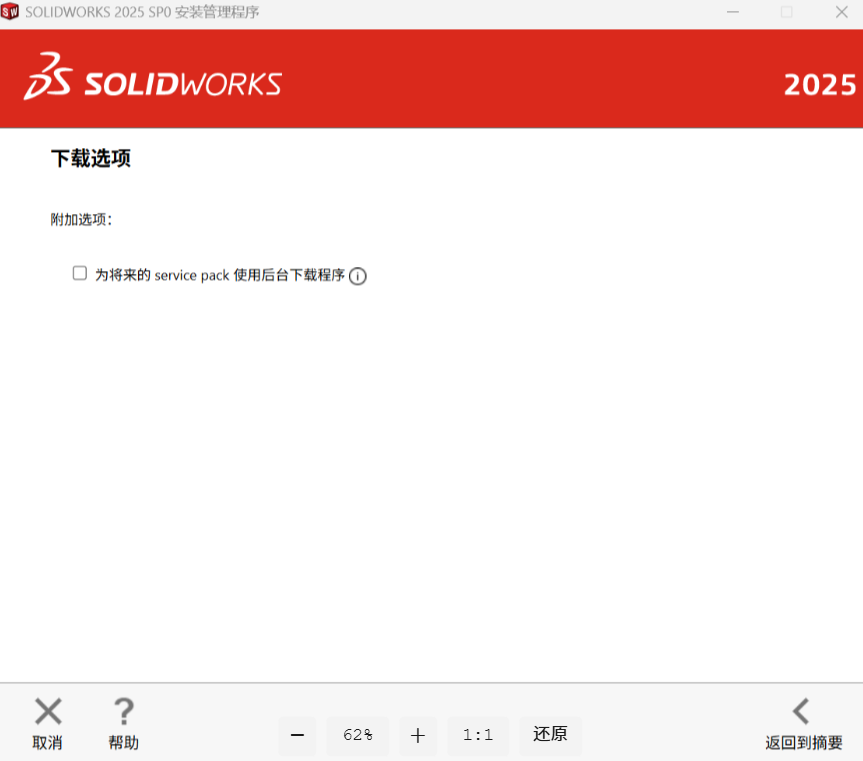 SOLIDWORKS 2025 SP0 安装管理程序
SOLIDWORKS 2025
下载选项
附加选项:
为将来的 service pack 使用后台下载程序
取消 帮助 返回到摘要
62% 1:1 还原